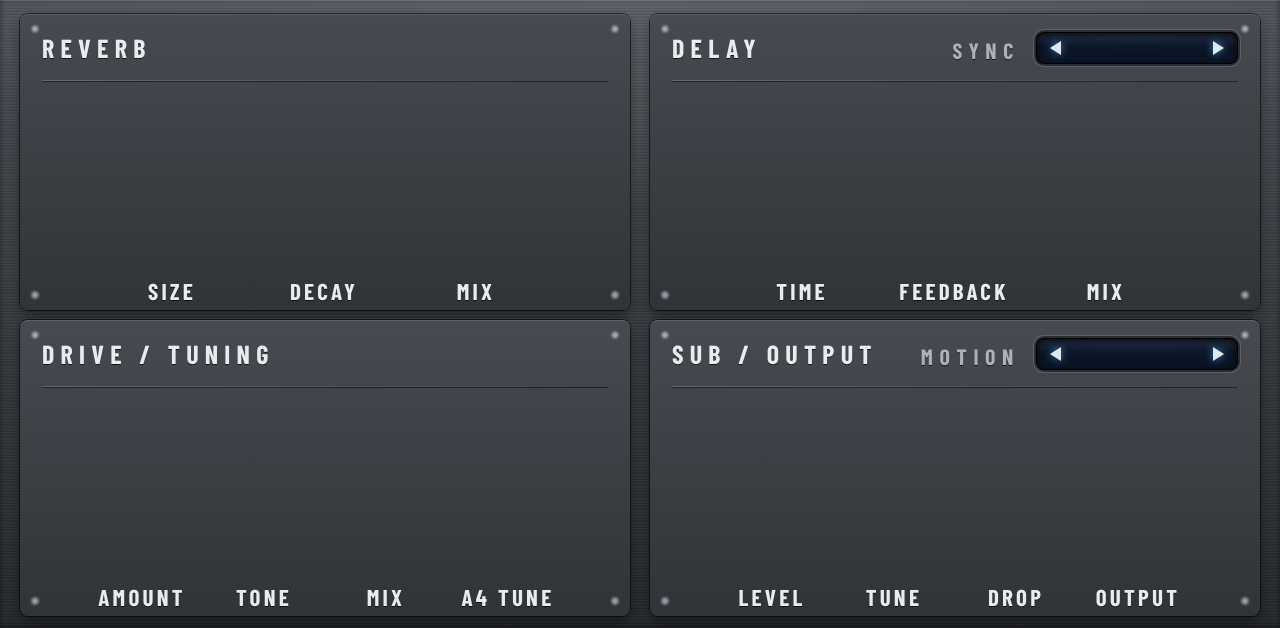 REVERB
SIZE DECAY MIX
DELAY SYNC
TIME FEEDBACK MIX
DRIVE / TUNING
AMOUNT TONE MIX A4 TUNE
SUB / OUTPUT MOTION
LEVEL TUNE DROP OUTPUT